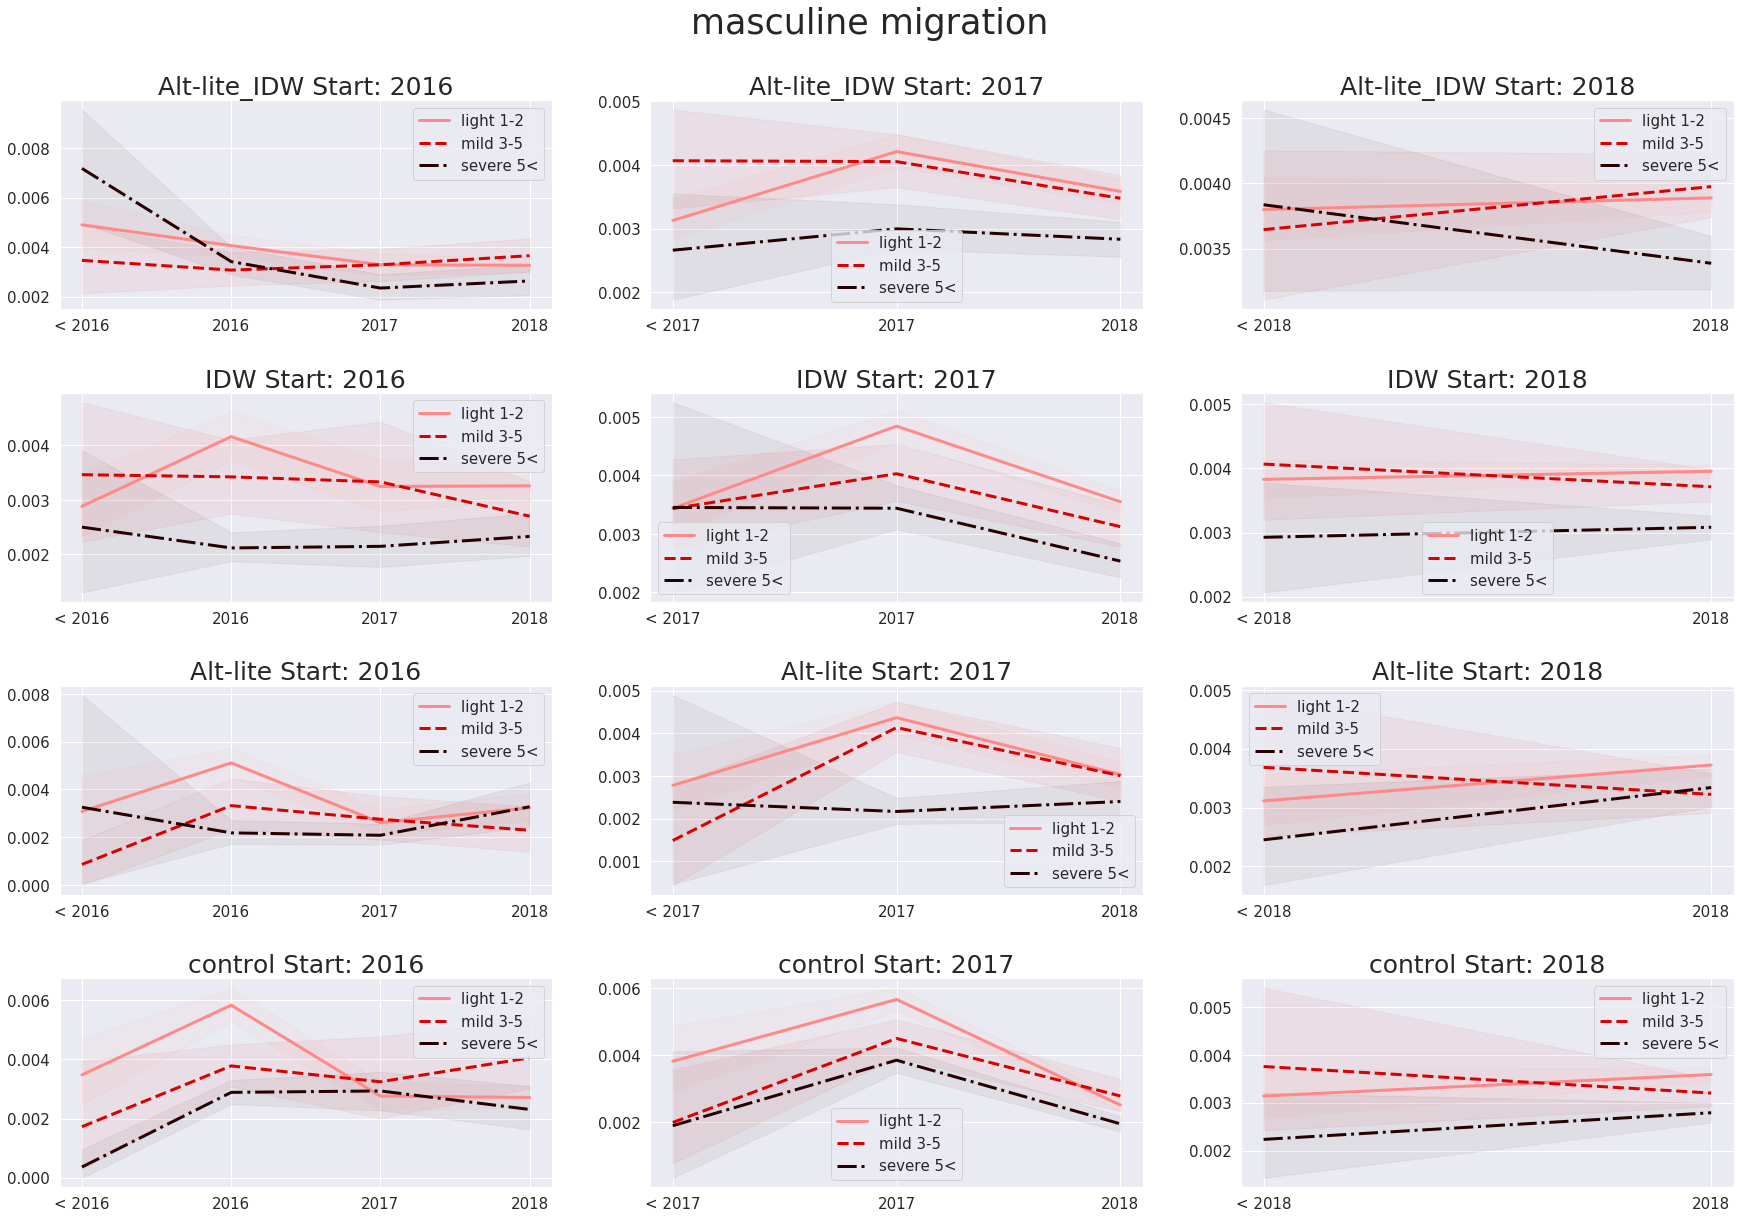 masculine migration
Alt-lite_IDW Start: 2016
light 1-2
mild 3-5
severe 5<
0.008
0.006
0.004
0.002
< 2016 2016 2017 2018
Alt-lite_IDW Start: 2017
0.005
0.004
0.003
0.002
light 1-2
mild 3-5
severe 5<
< 2017 2017 2018
Alt-lite_IDW Start: 2018
light 1-2
mild 3-5
severe 5<
0.0045
0.0040
0.0035
< 2018 2018
IDW Start: 2016
light 1-2
mild 3-5
severe 5<
0.004
0.003
0.002
< 2016 2016 2017 2018
IDW Start: 2017
0.005
0.004
0.003
0.002
light 1-2
mild 3-5
severe 5<
< 2017 2017 2018
IDW Start: 2018
0.005
0.004
0.003
0.002
light 1-2
mild 3-5
severe 5<
< 2018 2018
Alt-lite Start: 2016
light 1-2
mild 3-5
severe 5<
0.008
0.006
0.004
0.002
0.000
< 2016 2016 2017 2018
Alt-lite Start: 2017
0.005
0.004
0.003
0.002
0.001
light 1-2
mild 3-5
severe 5<
< 2017 2017 2018
Alt-lite Start: 2018
light 1-2
mild 3-5
severe 5<
0.005
0.004
0.003
0.002
< 2018 2018
control Start: 2016
light 1-2
mild 3-5
severe 5<
0.006
0.004
0.002
0.000
< 2016 2016 2017 2018
control Start: 2017
0.006
0.004
0.002
light 1-2
mild 3-5
severe 5<
< 2017 2017 2018
control Start: 2018
light 1-2
mild 3-5
severe 5<
0.005
0.004
0.003
0.002
< 2018 2018